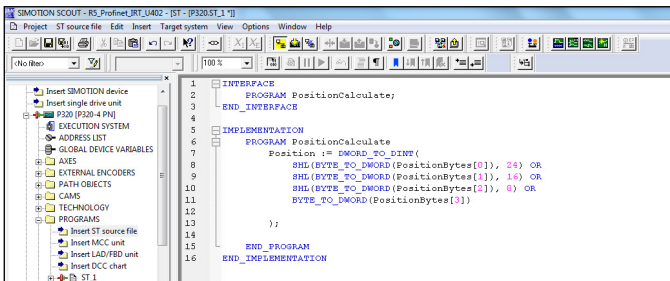 SIMOTION SCOUT - R5_Profinet_IRT_U402 - [ST - [P320.ST_1 *]]
Project ST source file Edit Insert Target system View Options Window Help
<No filter>
100 %
Insert SIMOTION device
Insert single drive unit
P320 [P320-4 PN]
EXECUTION SYSTEM
ADDRESS LIST
GLOBAL DEVICE VARIABLES
AXES
EXTERNAL ENCODERS
PATH OBJECTS
CAMS
TECHNOLOGY
PROGRAMS
Insert ST source file
Insert MCC unit
Insert LAD/FBD unit
Insert DCC chart
ST_1
1 INTERFACE
2 PROGRAM PositionCalculate;
3 END_INTERFACE
4
5 IMPLEMENTATION
6 PROGRAM PositionCalculate
7 Position := DWORD_TO_DINT(
8 SHL(BYTE_TO_DWORD(PositionBytes[0]), 24) OR
9 SHL(BYTE_TO_DWORD(PositionBytes[1]), 16) OR
10 SHL(BYTE_TO_DWORD(PositionBytes[2]), 8) OR
11 BYTE_TO_DWORD(PositionBytes[3])
12
13 );
14
15 END_PROGRAM
16 END_IMPLEMENTATION